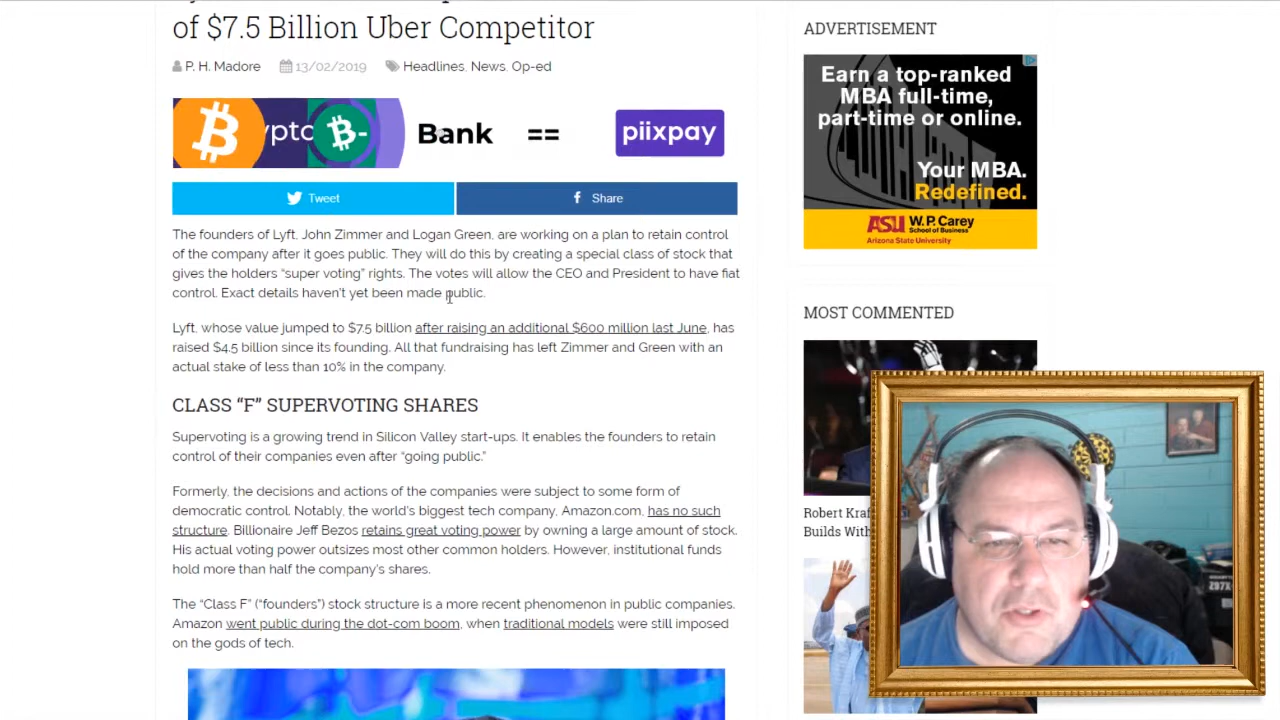 of $7.5 Billion Uber Competitor
P. H. Madore 13/02/2019 Headlines, News, Op-ed
Bank == piixpay
Tweet
Share
The founders of Lyft, John Zimmer and Logan Green, are working on a plan to retain control
of the company after it goes public. They will do this by creating a special class of stock that
gives the holders “super voting” rights. The votes will allow the CEO and President to have fiat
control. Exact details haven’t yet been made public.
Lyft, whose value jumped to $7.5 billion after raising an additional $600 million last June, has
raised $4.5 billion since its founding. All that fundraising has left Zimmer and Green with an
actual stake of less than 10% in the company.
CLASS “F” SUPERVOTING SHARES
Supervoting is a growing trend in Silicon Valley start-ups. It enables the founders to retain
control of their companies even after “going public.”
Formerly, the decisions and actions of the companies were subject to some form of
democratic control. Notably, the world’s biggest tech company, Amazon.com, has no such
structure. Billionaire Jeff Bezos retains great voting power by owning a large amount of stock.
His actual voting power outsizes most other common holders. However, institutional funds
hold more than half the company’s shares.
The “Class F” (“founders”) stock structure is a more recent phenomenon in public companies.
Amazon went public during the dot-com boom, when traditional models were still imposed
on the gods of tech.
ADVERTISEMENT
Earn a top-ranked
MBA full-time,
part-time or online.
Your MBA.
Redefined.
ASU W. P. Carey
School of Business
Arizona State University
MOST COMMENTED
Robert Kraf
Builds With